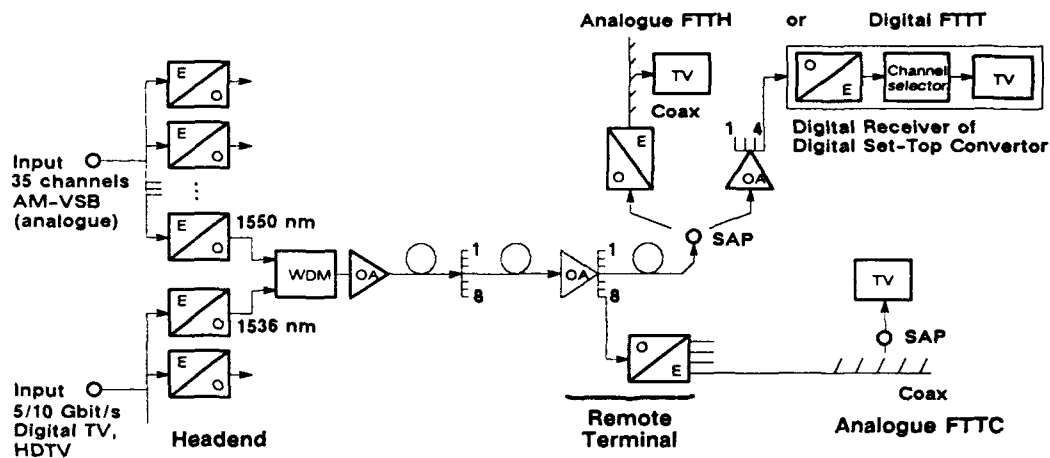 Analogue FTTH or Digital FTTT
E
O
TV
Coax
O
E
Channel
selector
TV
1 4
Digital Receiver of
Digital Set-Top Convertor
E
O
OA
E
O
Input
35 channels
AM-VSB
(analogue)
E
O
1550 nm
WDM
OA
1
8
OA
1
8
SAP
E
O
1536 nm
Input
5/10 Gbit/s
Digital TV,
HDTV
E
O
Headend
O
E
Remote
Terminal
TV
SAP
Coax
Analogue FTTC
E
O